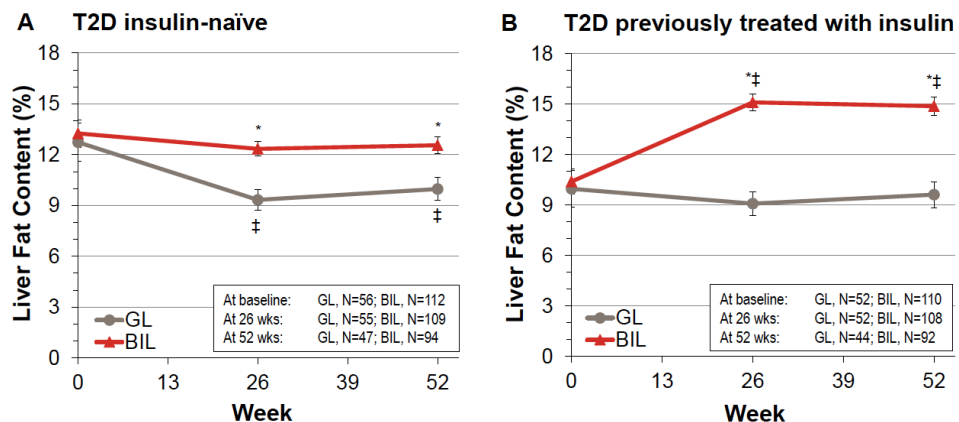 A T2D insulin-naïve
Liver Fat Content (%)
18
15
12
9
6
3
0
*
*
‡
‡
GL
BIL
At baseline: GL, N=56; BIL, N=112
At 26 wks: GL, N=55; BIL, N=109
At 52 wks: GL, N=47; BIL, N=94
0 13 26 39 52
Week
B T2D previously treated with insulin
Liver Fat Content (%)
18
15
12
9
6
3
0
*‡
*‡
GL
BIL
At baseline: GL, N=52; BIL, N=110
At 26 wks: GL, N=52; BIL, N=108
At 52 wks: GL, N=44; BIL, N=92
0 13 26 39 52
Week